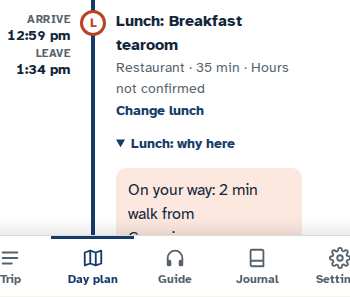 ARRIVE
12:59 pm
LEAVE
1:34 pm
L
Lunch: Breakfast
tearoom
Restaurant · 35 min · Hours
not confirmed
Change lunch
▼ Lunch: why here
On your way: 2 min
walk from
Trip
Day plan
Guide
Journal